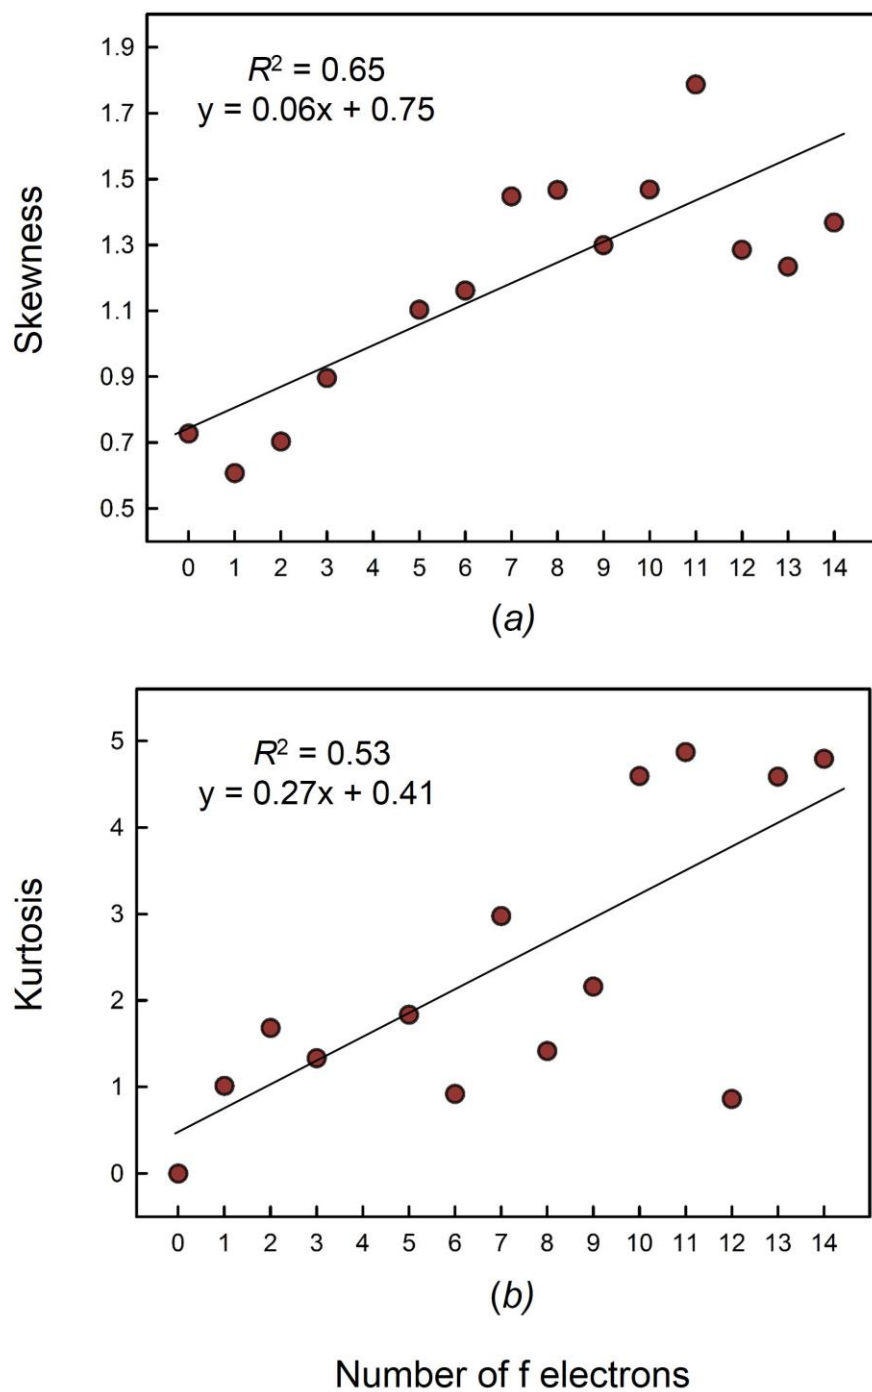 1.9
R² = 0.65
y = 0.06x + 0.75
1.7
1.5
1.3
1.1
0.9
0.7
0.5
Skewness
0 1 2 3 4 5 6 7 8 9 10 11 12 13 14
(a)
R² = 0.53
y = 0.27x + 0.41
5
4
3
2
1
0
Kurtosis
0 1 2 3 4 5 6 7 8 9 10 11 12 13 14
(b)
Number of f electrons